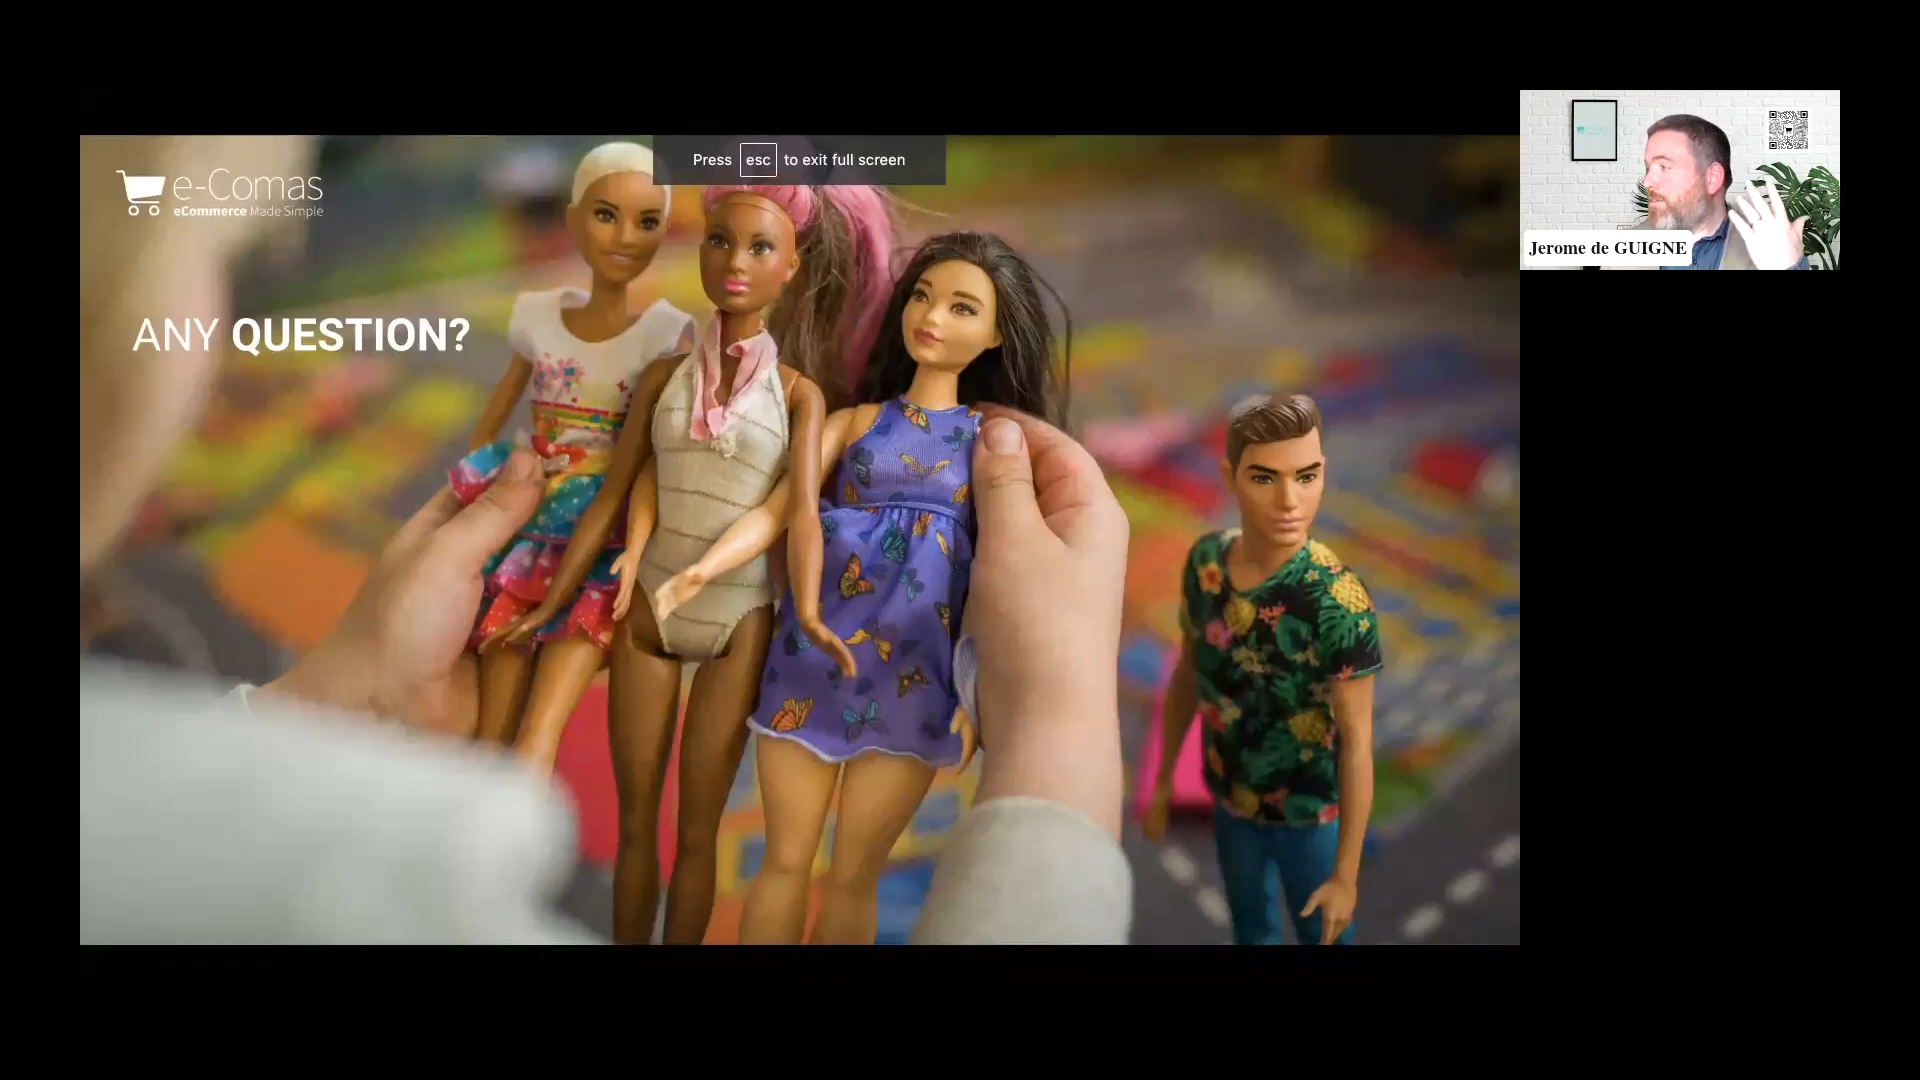 Press esc to exit full screen
e-Comas
eCommerce Made Simple
ANY QUESTION?
Jerome de GUIGNE